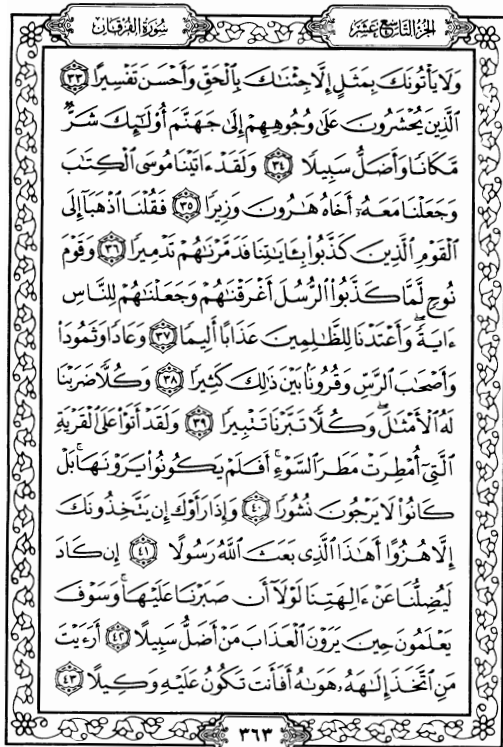 الجزء التاسع عشر
سورة الفرقان
وَلَا يَأْتُونَكَ بِمَثَلٍ إِلَّا جِئْنَٰكَ بِٱلْحَقِّ وَأَحْسَنَ تَفْسِيرًا ٣٣
ٱلَّذِينَ يُحْشَرُونَ عَلَىٰ وُجُوهِهِمْ إِلَىٰ جَهَنَّمَ أُو۟لَٰٓئِكَ شَرٌّ
مَّكَانًا وَأَضَلُّ سَبِيلًا ٣٤ وَلَقَدْ ءَاتَيْنَا مُوسَى ٱلْكِتَٰبَ
وَجَعَلْنَا مَعَهُۥٓ أَخَاهُ هَٰرُونَ وَزِيرًا ٣٥ فَقُلْنَا ٱذْهَبَآ إِلَى
ٱلْقَوْمِ ٱلَّذِينَ كَذَّبُوا۟ بِـَٔايَٰتِنَا فَدَمَّرْنَٰهُمْ تَدْمِيرًا ٣٦ وَقَوْمَ
نُوحٍ لَّمَّا كَذَّبُوا۟ ٱلرُّسُلَ أَغْرَقْنَٰهُمْ وَجَعَلْنَٰهُمْ لِلنَّاسِ
ءَايَةً ۖ وَأَعْتَدْنَا لِلظَّٰلِمِينَ عَذَابًا أَلِيمًا ٣٧ وَعَادًا وَثَمُودَا۟
وَأَصْحَٰبَ ٱلرَّسِّ وَقُرُونًۢا بَيْنَ ذَٰلِكَ كَثِيرًا ٣٨ وَكُلًّا ضَرَبْنَا
لَهُ ٱلْأَمْثَٰلَ ۖ وَكُلًّا تَبَّرْنَا تَتْبِيرًا ٣٩ وَلَقَدْ أَتَوْا۟ عَلَى ٱلْقَرْيَةِ
ٱلَّتِىٓ أُمْطِرَتْ مَطَرَ ٱلسَّوْءِ ۚ أَفَلَمْ يَكُونُوا۟ يَرَوْنَهَا ۚ بَلْ
كَانُوا۟ لَا يَرْجُونَ نُشُورًا ٤٠ وَإِذَا رَأَوْكَ إِن يَتَّخِذُونَكَ
إِلَّا هُزُوًا أَهَٰذَا ٱلَّذِى بَعَثَ ٱللَّهُ رَسُولًا ٤١ إِن كَادَ
لَيُضِلُّنَا عَنْ ءَالِهَتِنَا لَوْلَآ أَن صَبَرْنَا عَلَيْهَا ۚ وَسَوْفَ
يَعْلَمُونَ حِينَ يَرَوْنَ ٱلْعَذَابَ مَنْ أَضَلُّ سَبِيلًا ٤٢ أَرَءَيْتَ
مَنِ ٱتَّخَذَ إِلَٰهَهُۥ هَوَىٰهُ أَفَأَنتَ تَكُونُ عَلَيْهِ وَكِيلًا ٤٣
٣٦٣